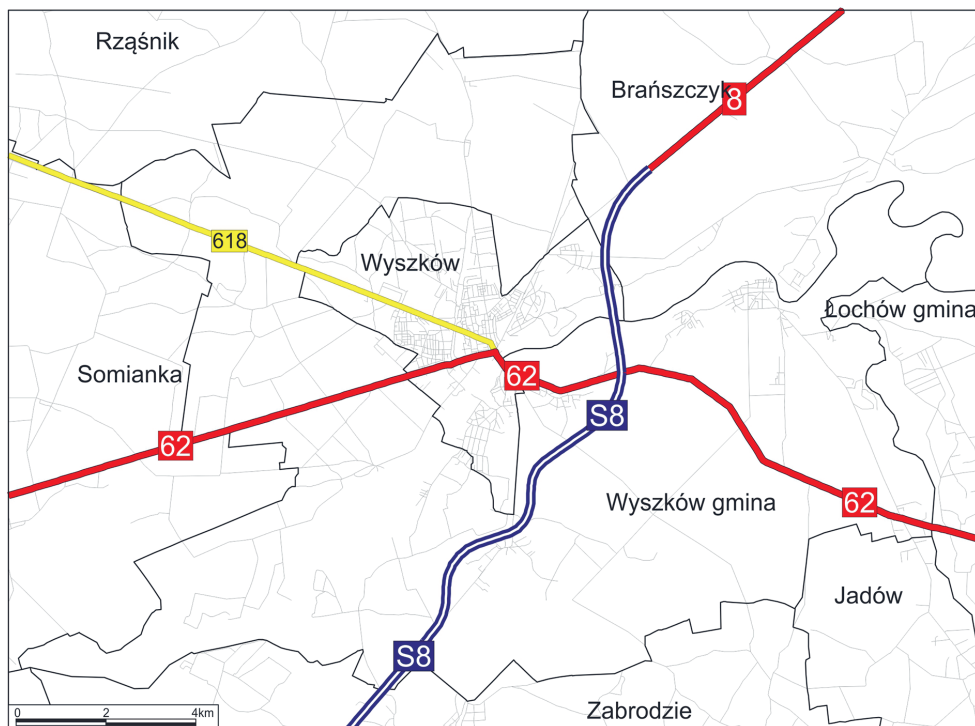 Rząśnik
Brańszczyk
8
618
Wyszków
Łochów gmina
Somianka
62
S8
62
Wyszków gmina
62
Jadów
S8
Zabrodzie
0 2 4km